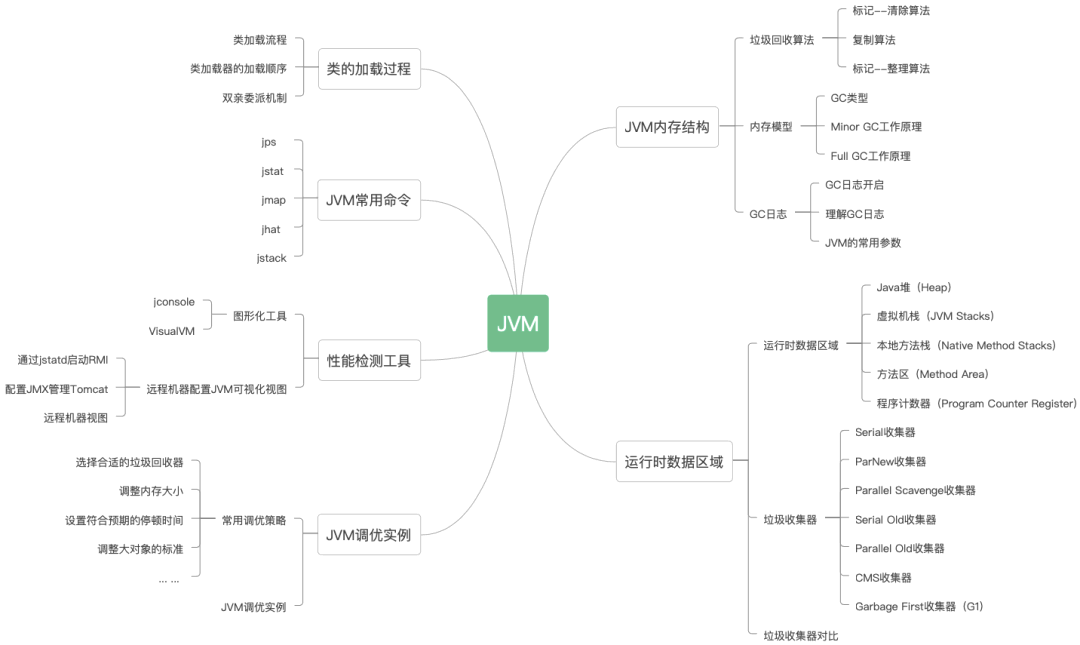 JVM
类的加载过程
类加载流程
类加载器的加载顺序
双亲委派机制
JVM常用命令
jps
jstat
jmap
jhat
jstack
性能检测工具
图形化工具
jconsole
VisualVM
远程机器配置JVM可视化视图
通过jstatd启动RMI
配置JMX管理Tomcat
远程机器视图
JVM调优实例
常用调优策略
选择合适的垃圾回收器
调整内存大小
设置符合预期的停顿时间
调整大对象的标准
... ...
JVM调优实例
JVM内存结构
垃圾回收算法
标记--清除算法
复制算法
标记--整理算法
内存模型
GC类型
Minor GC工作原理
Full GC工作原理
GC日志
GC日志开启
理解GC日志
JVM的常用参数
运行时数据区域
运行时数据区域
Java堆（Heap）
虚拟机栈（JVM Stacks）
本地方法栈（Native Method Stacks）
方法区（Method Area）
程序计数器（Program Counter Register）
垃圾收集器
Serial收集器
ParNew收集器
Parallel Scavenge收集器
Serial Old收集器
Parallel Old收集器
CMS收集器
Garbage First收集器（G1）
垃圾收集器对比